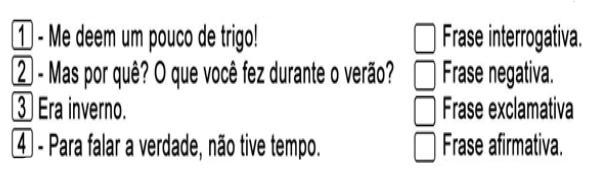 1 - Me deem um pouco de trigo! Frase interrogativa.
2 - Mas por quê? O que você fez durante o verão? Frase negativa.
3 Era inverno. Frase exclamativa
4 - Para falar a verdade, não tive tempo. Frase afirmativa.